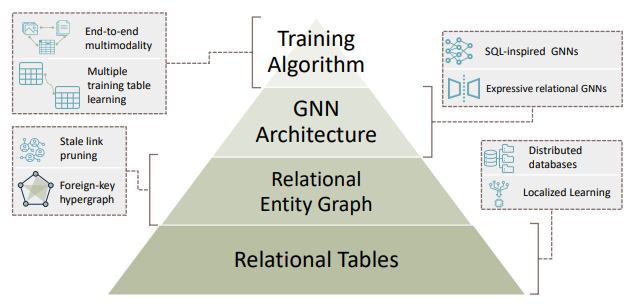 End-to-end
multimodality
Multiple
training table
learning
Training
Algorithm
SQL-inspired GNNs
Expressive relational GNNs
GNN
Architecture
Stale link
pruning
Foreign-key
hypergraph
Relational
Entity Graph
Distributed
databases
Localized Learning
Relational Tables